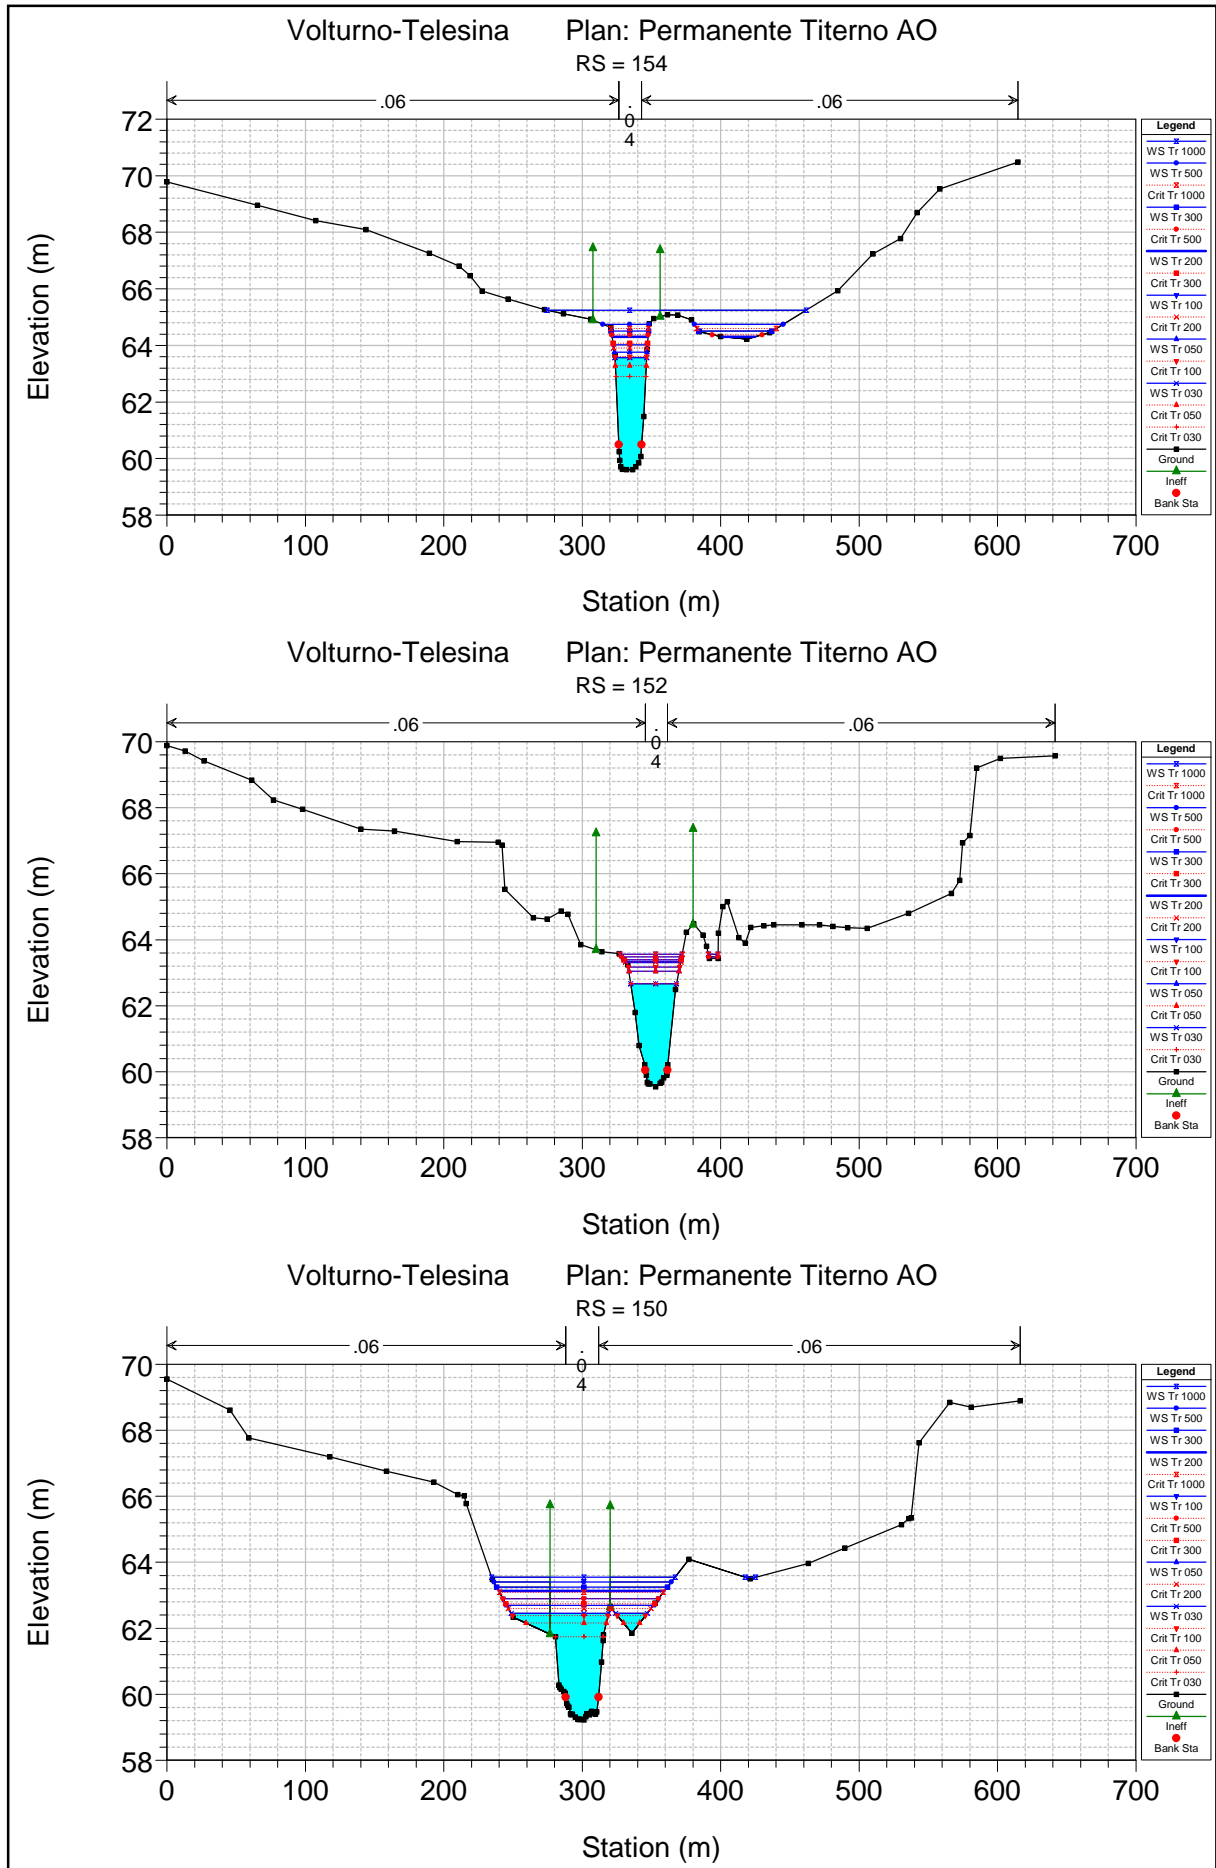 Volturno-Telesina Plan: Permanente Titerno AO
RS = 154
.06 .04 .06
72
70
68
66
64
62
60
58
Elevation (m)
0 100 200 300 400 500 600 700
Station (m)
Legend
WS Tr 1000
WS Tr 500
Crit Tr 1000
WS Tr 300
Crit Tr 500
WS Tr 200
Crit Tr 300
WS Tr 100
Crit Tr 200
WS Tr 050
Crit Tr 100
WS Tr 030
Crit Tr 050
Crit Tr 030
Ground
Ineff
Bank Sta
Volturno-Telesina Plan: Permanente Titerno AO
RS = 152
.06 .04 .06
70
68
66
64
62
60
58
Elevation (m)
0 100 200 300 400 500 600 700
Station (m)
Legend
WS Tr 1000
Crit Tr 1000
WS Tr 500
Crit Tr 500
WS Tr 300
Crit Tr 300
WS Tr 200
Crit Tr 200
WS Tr 100
Crit Tr 100
WS Tr 050
Crit Tr 050
WS Tr 030
Crit Tr 030
Ground
Ineff
Bank Sta
Volturno-Telesina Plan: Permanente Titerno AO
RS = 150
.06 .04 .06
70
68
66
64
62
60
58
Elevation (m)
0 100 200 300 400 500 600 700
Station (m)
Legend
WS Tr 1000
WS Tr 500
WS Tr 300
WS Tr 200
Crit Tr 1000
WS Tr 100
Crit Tr 500
Crit Tr 300
WS Tr 050
Crit Tr 200
WS Tr 030
Crit Tr 100
Crit Tr 050
Crit Tr 030
Ground
Ineff
Bank Sta